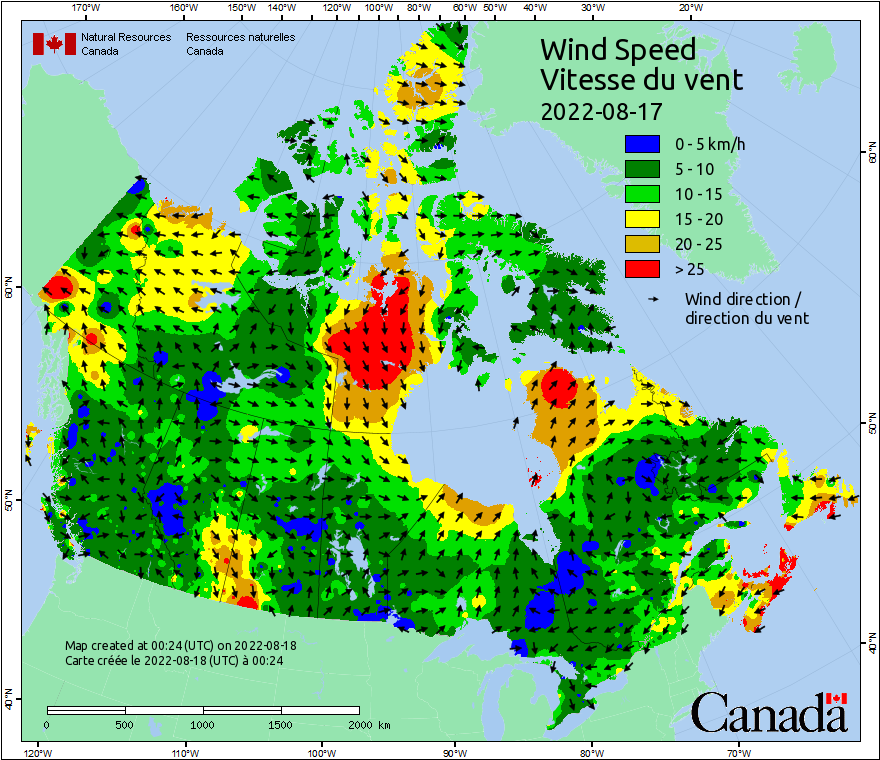 170°W 160°W 150°W 140°W 120°W 100°W 80°W 60°W 50°W 40°W 30°W 20°W
Natural Resources Ressources naturelles
Canada Canada
Wind Speed
Vitesse du vent
2022-08-17
0 - 5 km/h
5 - 10
10 - 15
15 - 20
20 - 25
> 25
Wind direction /
direction du vent
60°N 60°N
50°N 50°N
40°N 40°N
Map created at 00:24 (UTC) on 2022-08-18
Carte créée le 2022-08-18 (UTC) à 00:24
0 500 1000 1500 2000 km
Canada
120°W 110°W 100°W 90°W 80°W 70°W